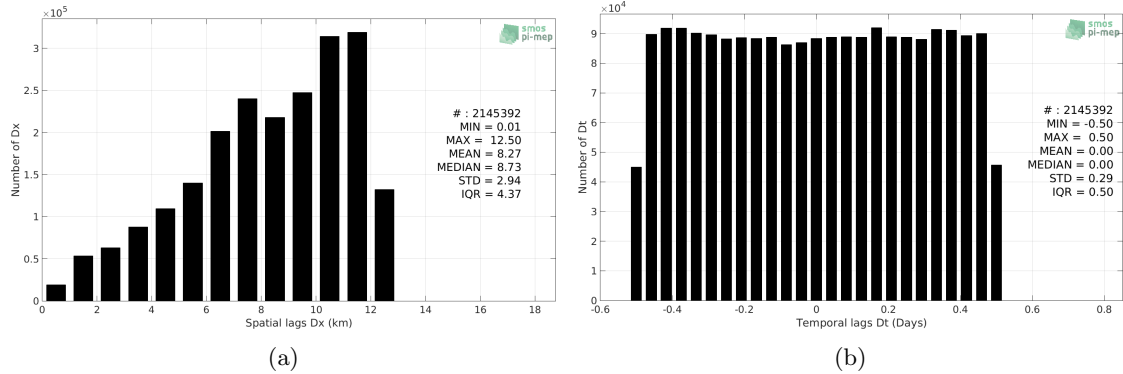 ×10⁵
3
2.5
2
1.5
1
0.5
0
Number of Dx
0 2 4 6 8 10 12 14 16 18
Spatial lags Dx (km)
smos
pi-mep
# : 2145392
MIN = 0.01
MAX = 12.50
MEAN = 8.27
MEDIAN = 8.73
STD = 2.94
IQR = 4.37
(a)
×10⁴
9
8
7
6
5
4
3
2
1
0
Number of Dt
-0.6 -0.4 -0.2 0 0.2 0.4 0.6 0.8
Temporal lags Dt (Days)
smos
pi-mep
# : 2145392
MIN = -0.50
MAX = 0.50
MEAN = 0.00
MEDIAN = 0.00
STD = 0.29
IQR = 0.50
(b)